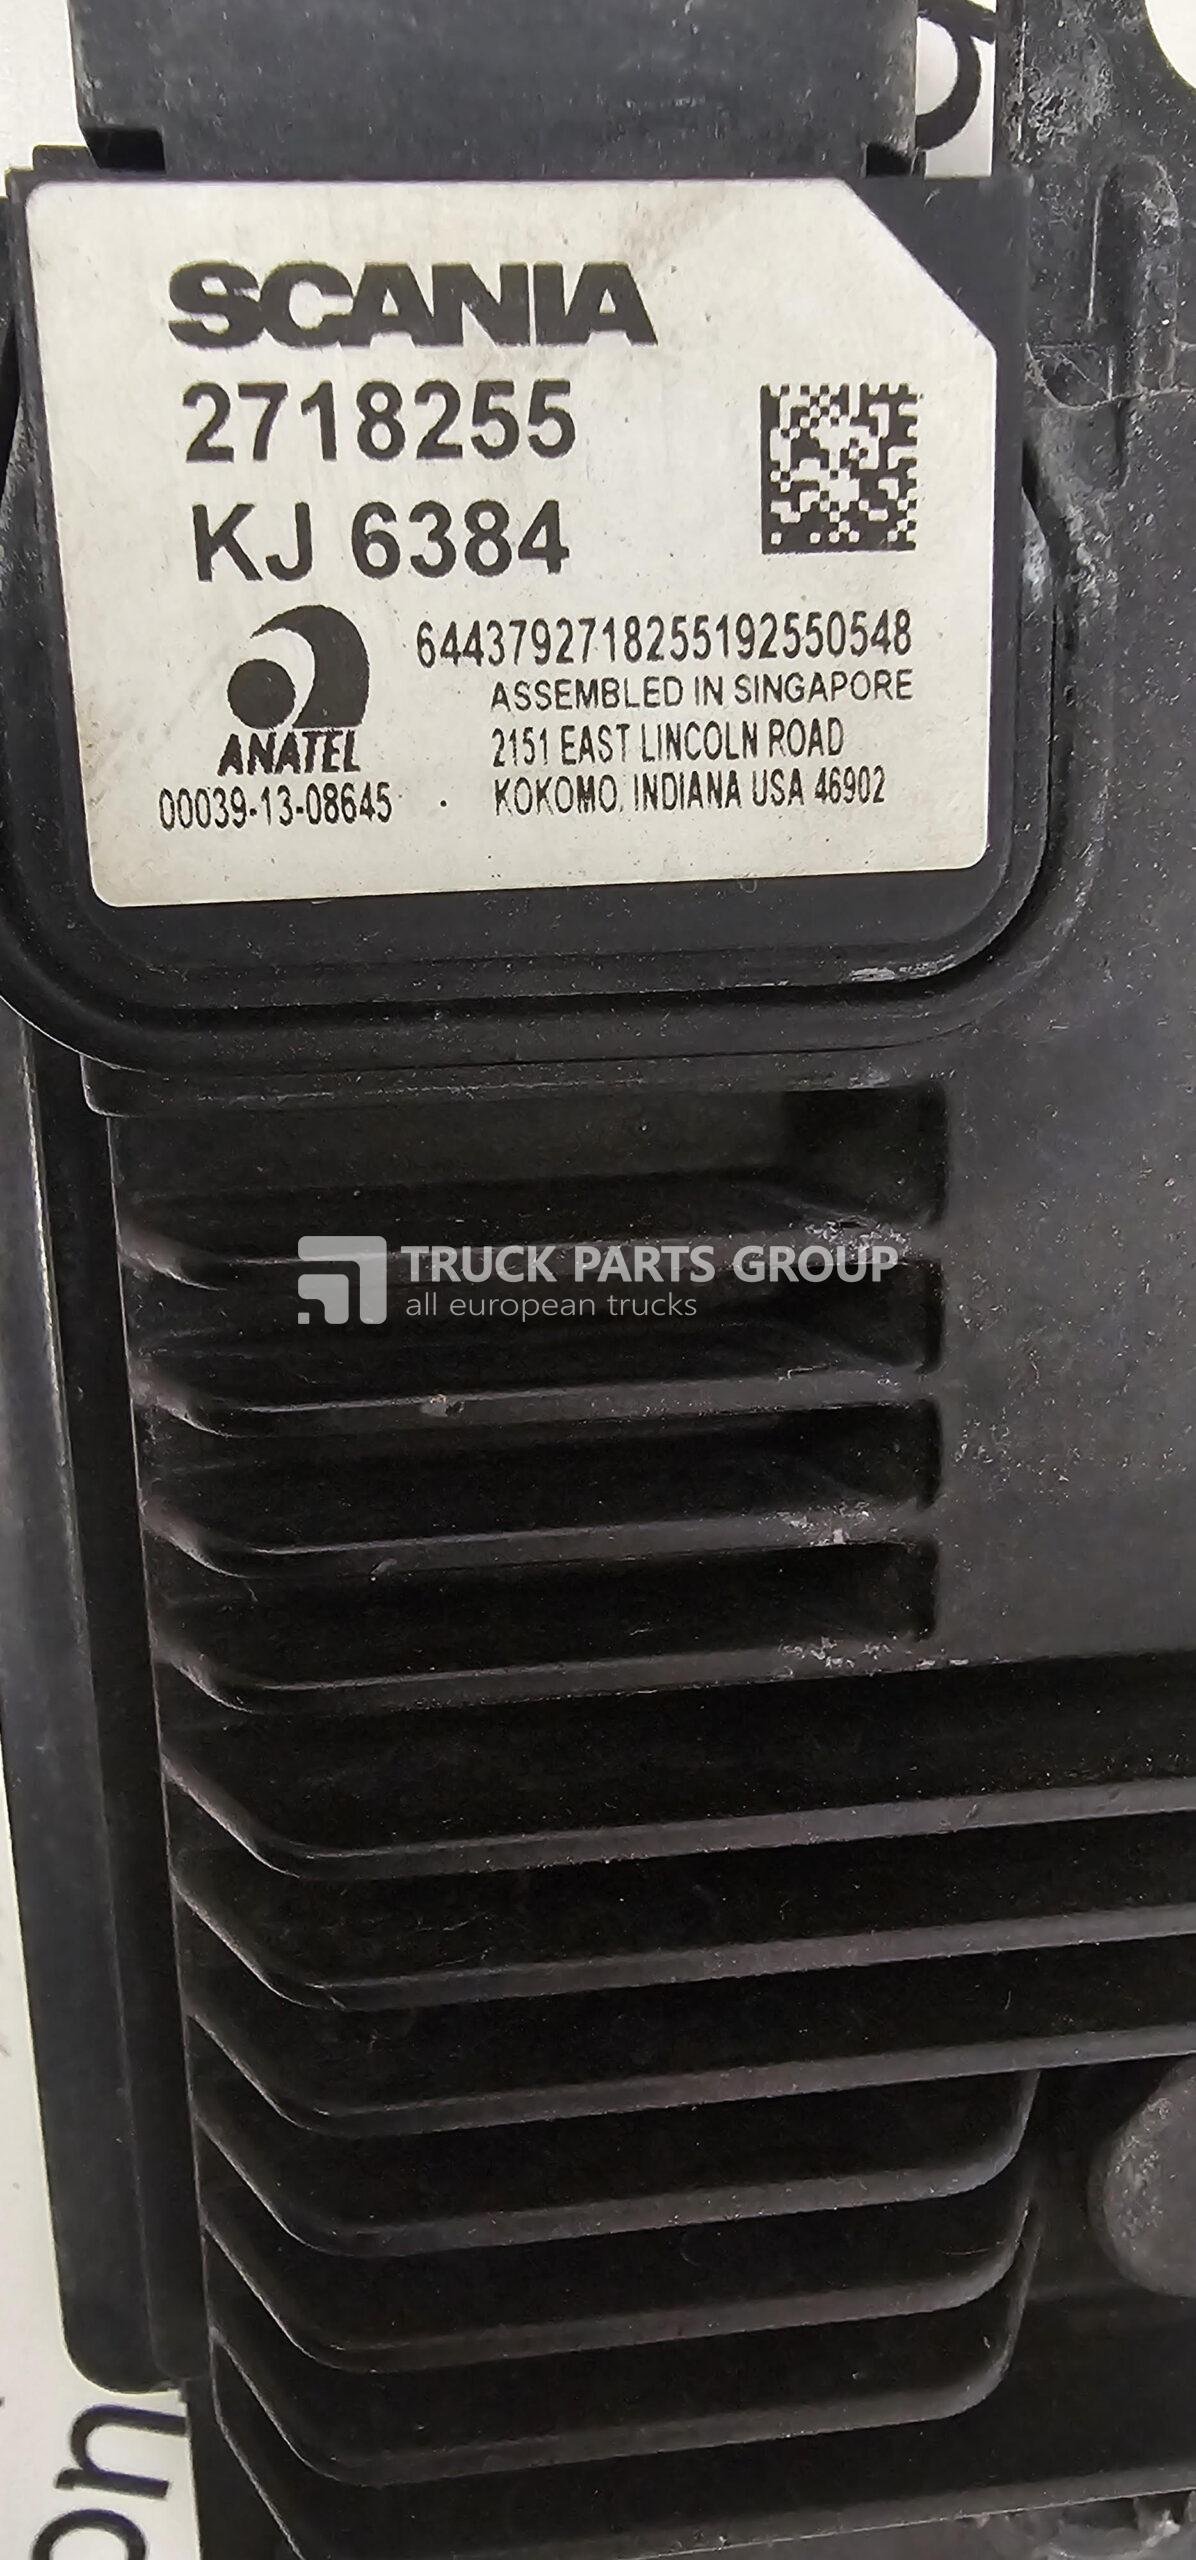 SCANIA
2718255
KJ 6384
6443792718255192550548
ASSEMBLED IN SINGAPORE
2151 EAST LINCOLN ROAD
KOKOMO, INDIANA USA 46902
ANATEL
00039-13-08645
TRUCK PARTS GROUP
all european trucks
on